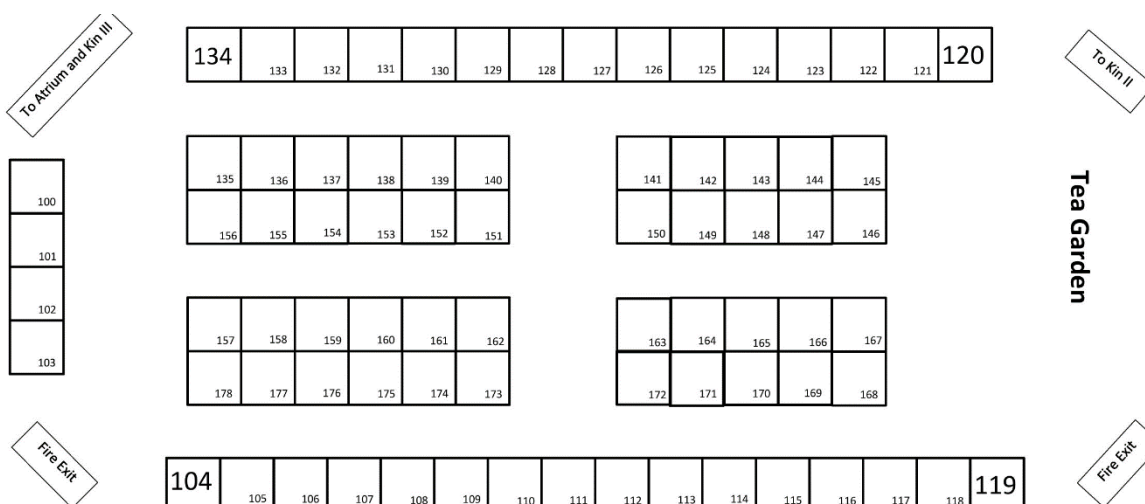 To Atrium and Kin III
134 133 132 131 130 129 128 127 126 125 124 123 122 121 120
To Kin II
135 136 137 138 139 140 141 142 143 144 145
156 155 154 153 152 151 150 149 148 147 146
100
101
102
103
Tea Garden
157 158 159 160 161 162 163 164 165 166 167
178 177 176 175 174 173 172 171 170 169 168
Fire Exit
104 105 106 107 108 109 110 111 112 113 114 115 116 117 118 119
Fire Exit